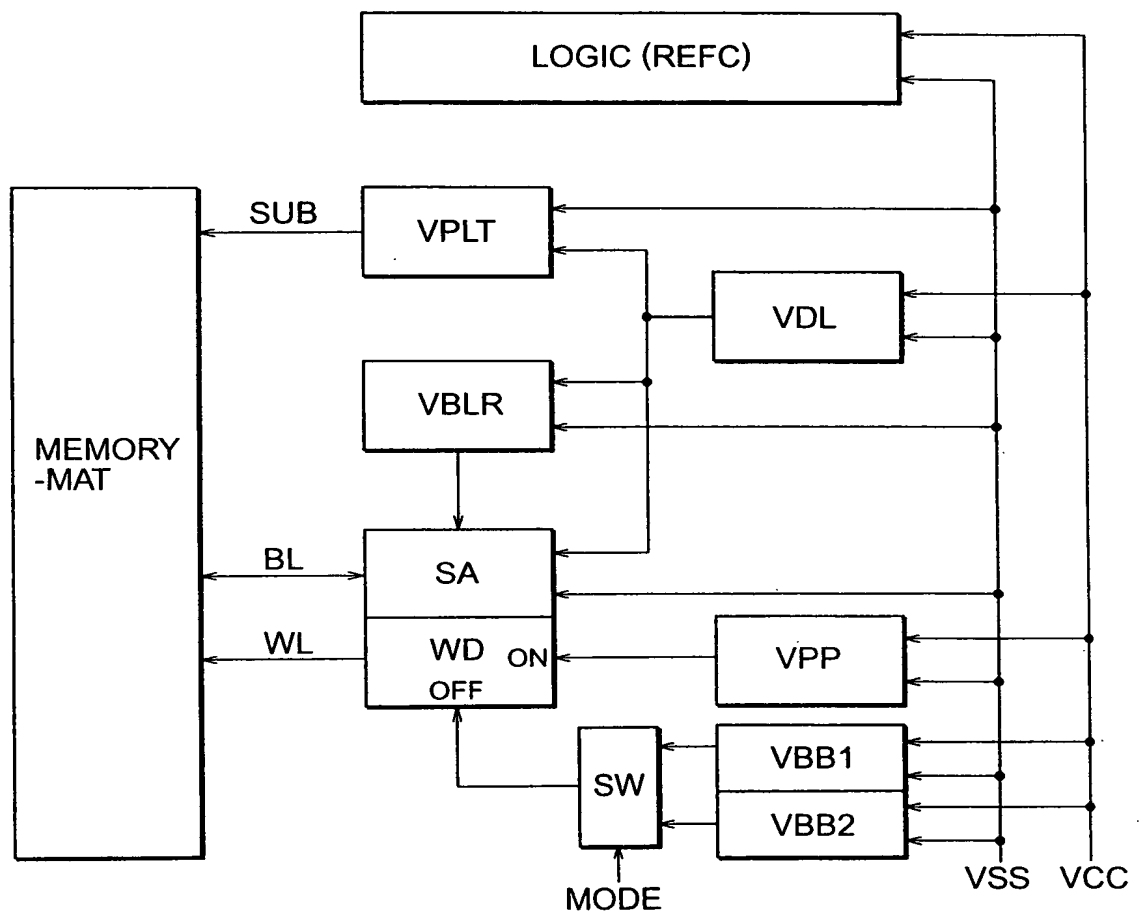 LOGIC (REFC)
SUB
VPLT
VDL
VBLR
MEMORY
-MAT
BL
SA
WL
WD
ON
OFF
VPP
SW
VBB1
VBB2
MODE
VSS
VCC